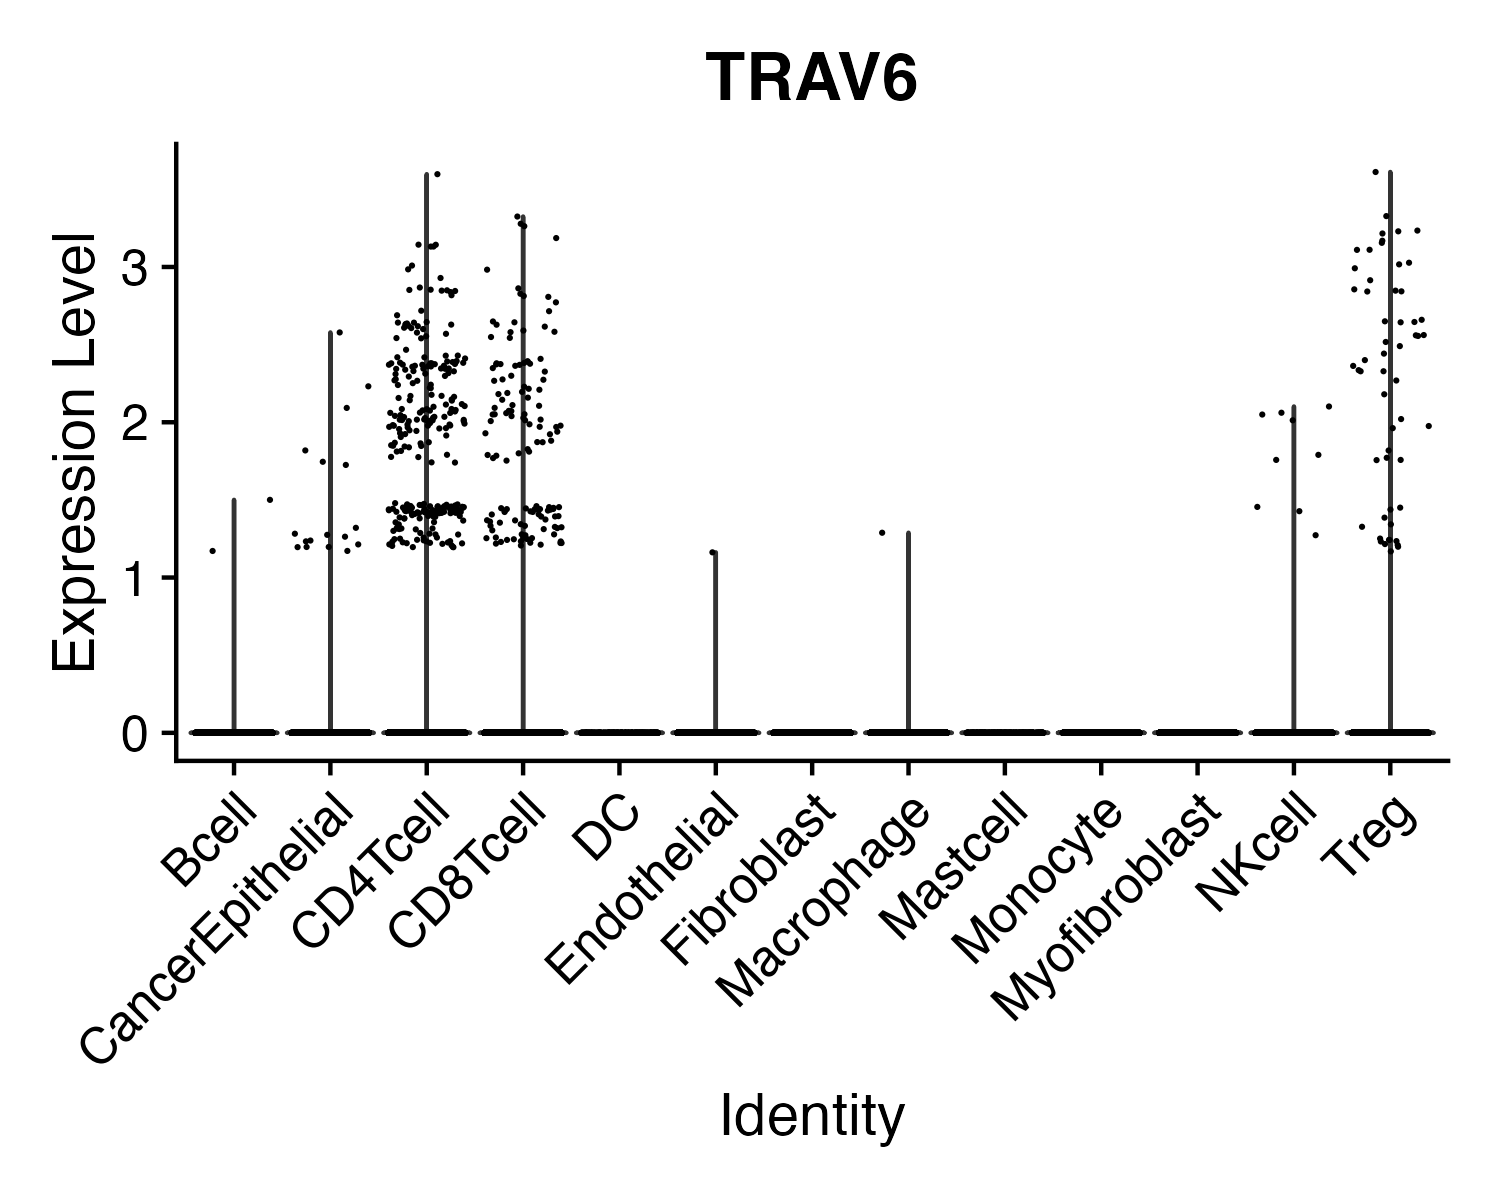 TRAV6
Expression Level
3
2
1
0
Bcell
CancerEpithelial
CD4Tcell
CD8Tcell
DC
Endothelial
Fibroblast
Macrophage
Mastcell
Monocyte
Myofibroblast
NKcell
Treg
Identity